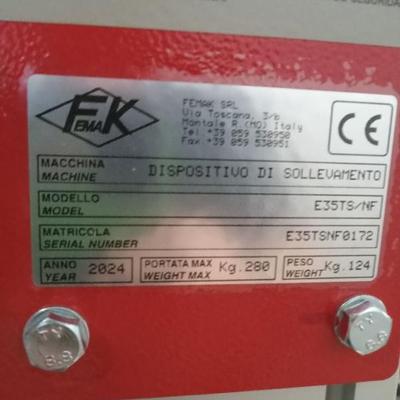 FEMAK
FEMAK SRL
Via Toscana, 3/b
Montale R.(MO) Italy
Tel.+39 059 530950
Fax.+39 059 530951
CE
MACCHINA
MACHINE
DISPOSITIVO DI SOLLEVAMENTO
MODELLO
MODEL
E35TS/NF
MATRICOLA
SERIAL NUMBER
E35TSNF0172
ANNO
YEAR
2024
PORTATA MAX
WEIGHT MAX
Kg.280
PESO
WEIGHT
Kg.124
TY
8.8
TY
8.8